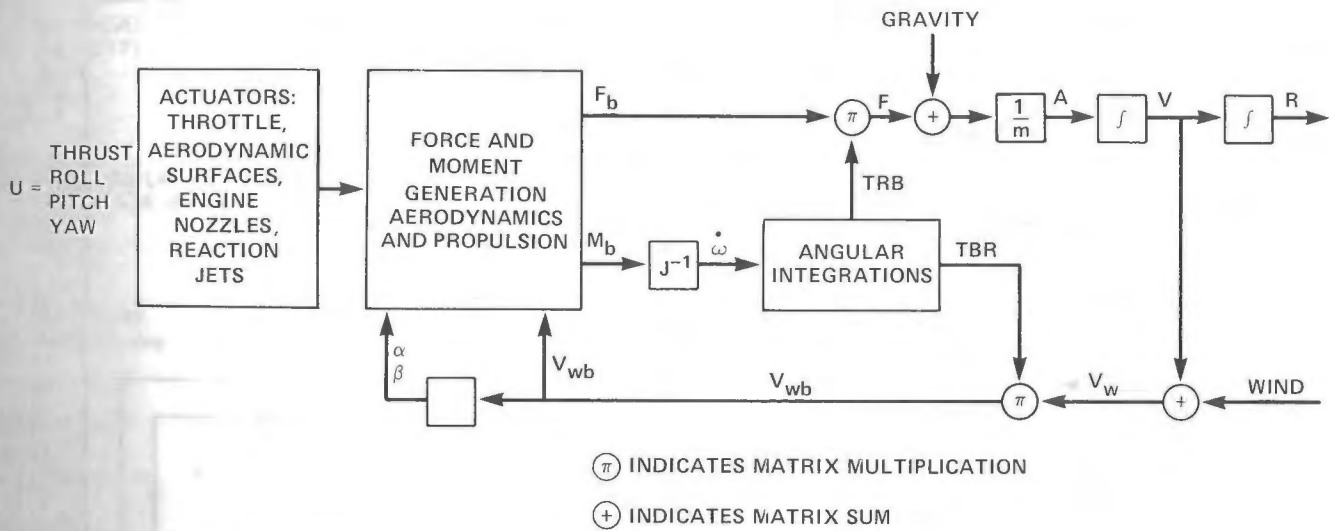 GRAVITY
U =
THRUST
ROLL
PITCH
YAW
ACTUATORS:
THROTTLE,
AERODYNAMIC
SURFACES,
ENGINE
NOZZLES,
REACTION
JETS
FORCE AND
MOMENT
GENERATION
AERODYNAMICS
AND PROPULSION
F_b
π
F
+
1/m
A
∫
V
∫
R
TRB
M_b
J⁻¹
ω̇
ANGULAR
INTEGRATIONS
TBR
α
β
V_wb
V_wb
π
V_w
+
WIND
π INDICATES MATRIX MULTIPLICATION
+ INDICATES MATRIX SUM